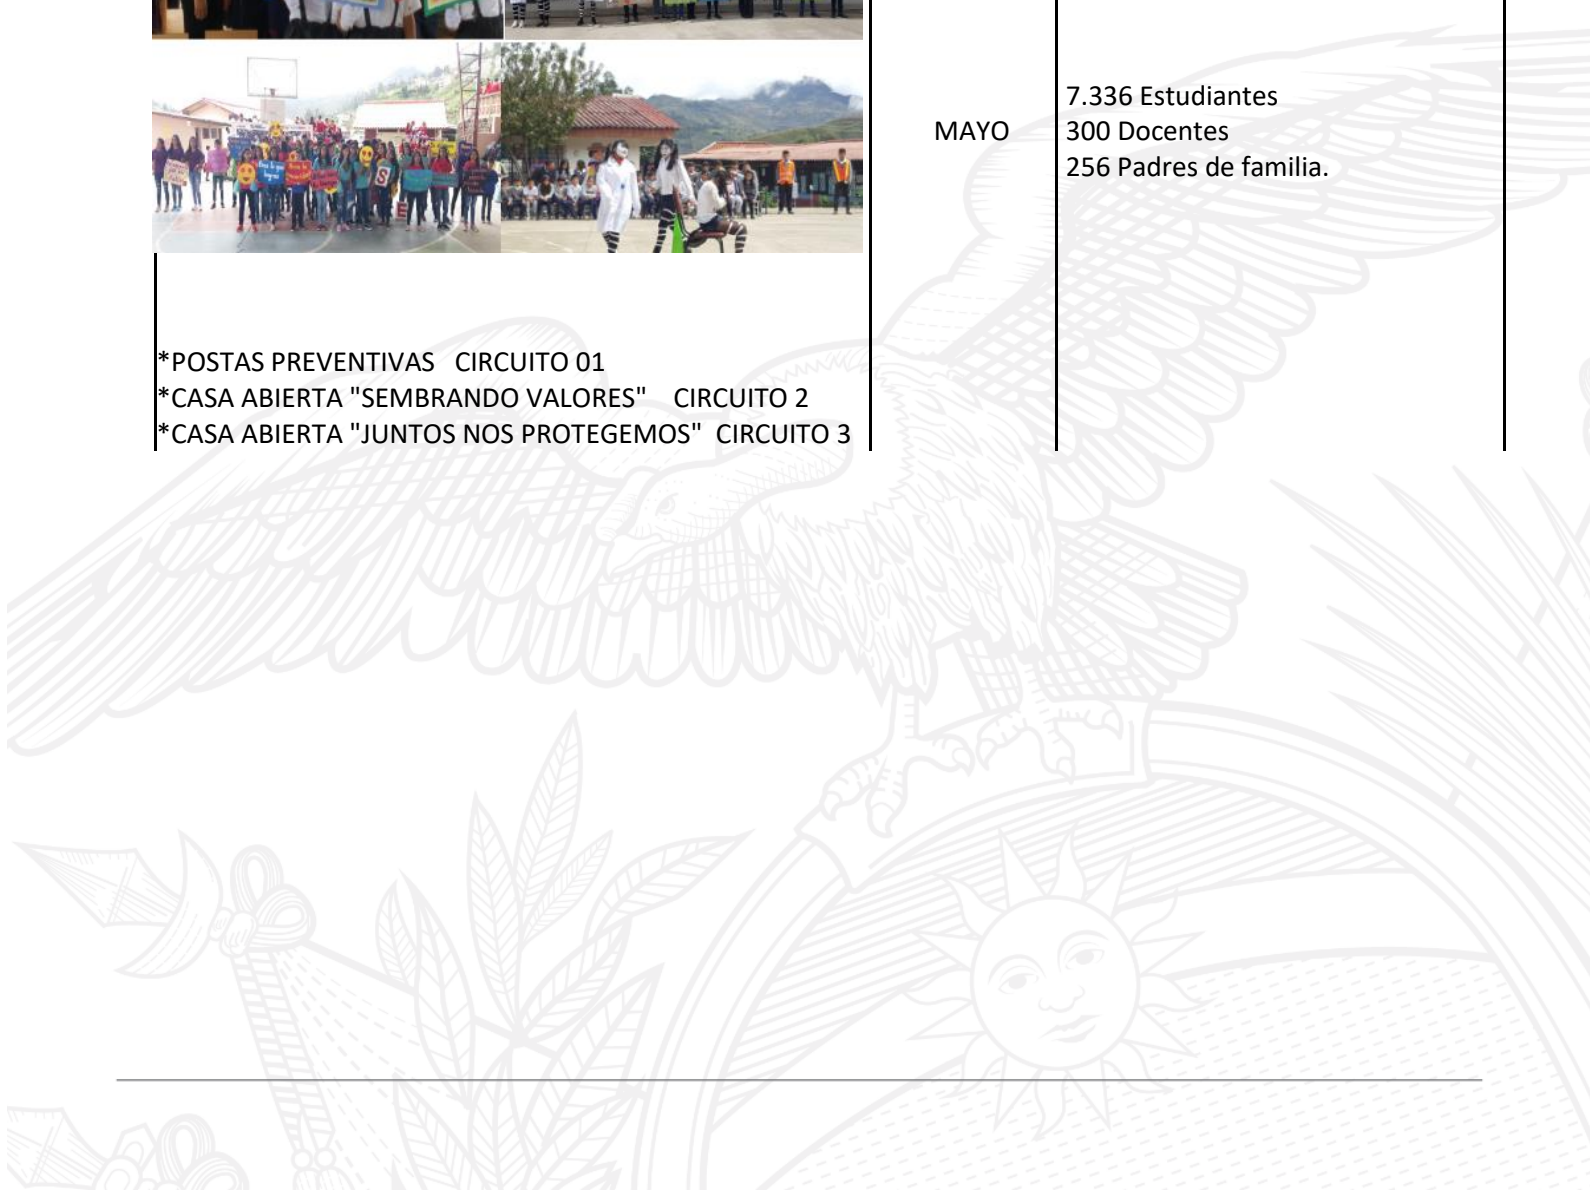 7.336 Estudiantes
MAYO
300 Docentes
256 Padres de familia.
*POSTAS PREVENTIVAS CIRCUITO 01
*CASA ABIERTA "SEMBRANDO VALORES" CIRCUITO 2
*CASA ABIERTA "JUNTOS NOS PROTEGEMOS" CIRCUITO 3